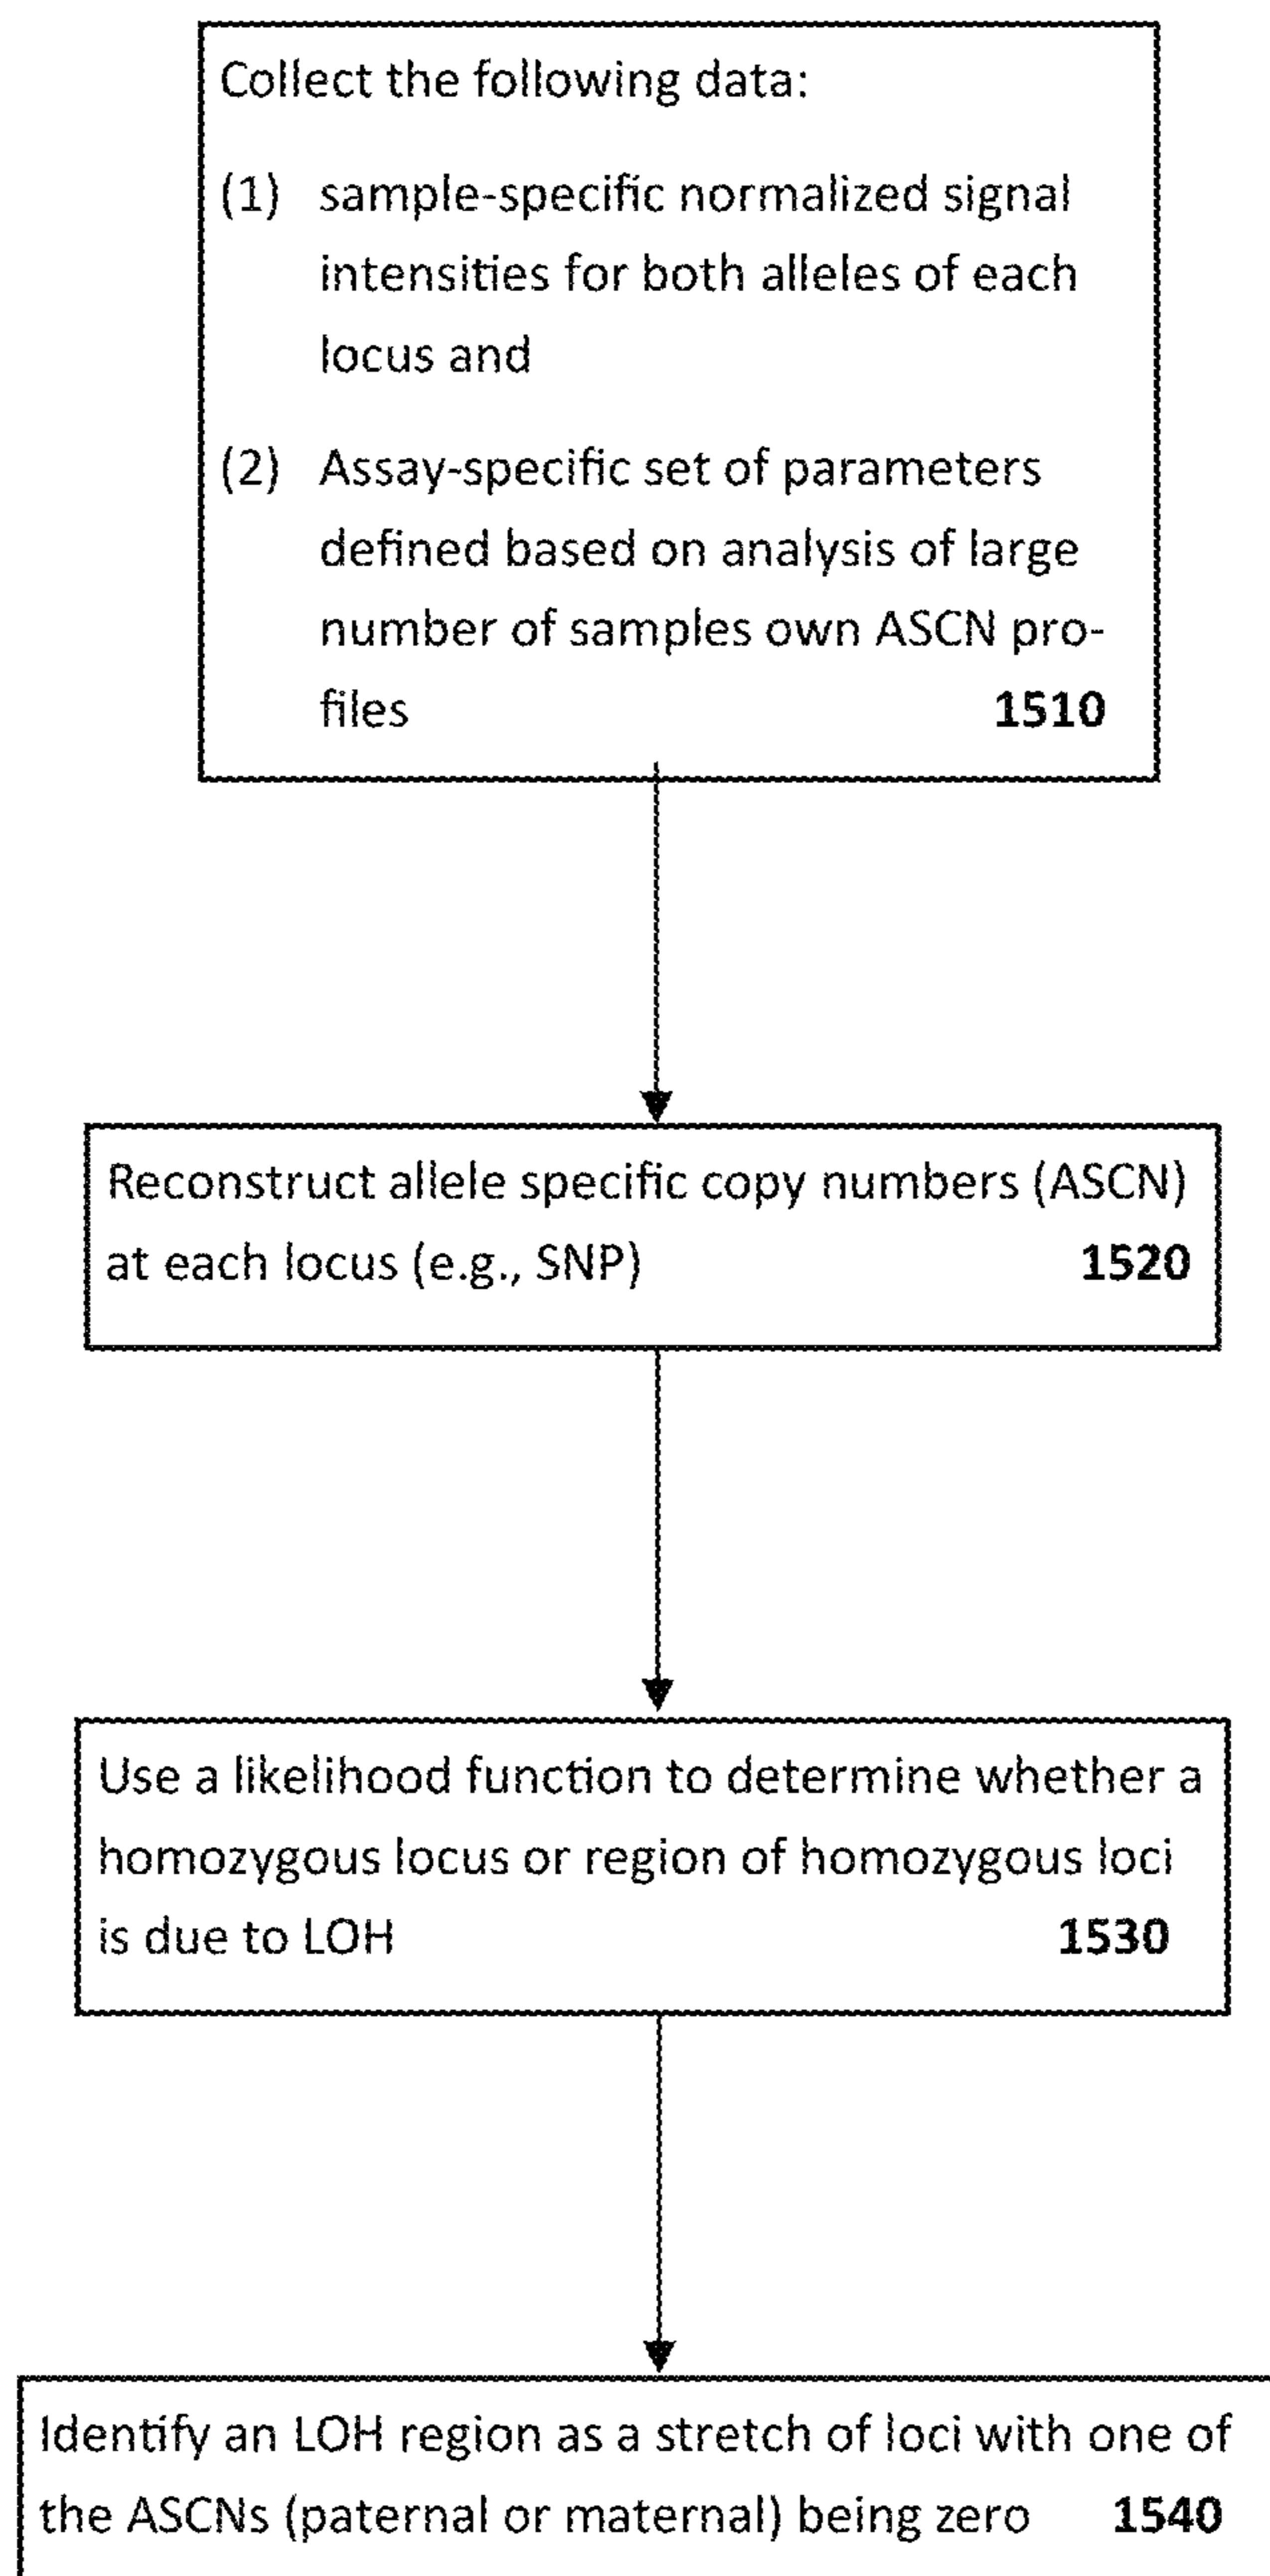 Collect the following data:
(1) sample-specific normalized signal
intensities for both alleles of each
locus and
(2) Assay-specific set of parameters
defined based on analysis of large
number of samples own ASCN pro-
files 1510
Reconstruct allele specific copy numbers (ASCN)
at each locus (e.g., SNP) 1520
Use a likelihood function to determine whether a
homozygous locus or region of homozygous loci
is due to LOH 1530
Identify an LOH region as a stretch of loci with one of
the ASCNs (paternal or maternal) being zero 1540